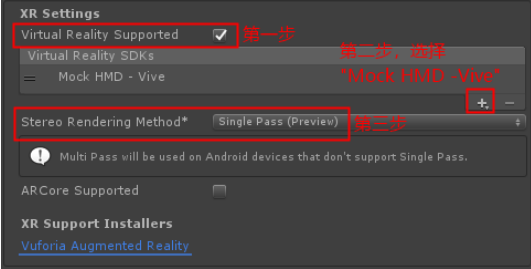 XR Settings
Virtual Reality Supported 第一步
Virtual Reality SDKs 第二步，选择
Mock HMD - Vive "Mock HMD -Vive"
+ -
Stereo Rendering Method* Single Pass (Preview) 第三步
Multi Pass will be used on Android devices that don't support Single Pass.
ARCore Supported
XR Support Installers
Vuforia Augmented Reality